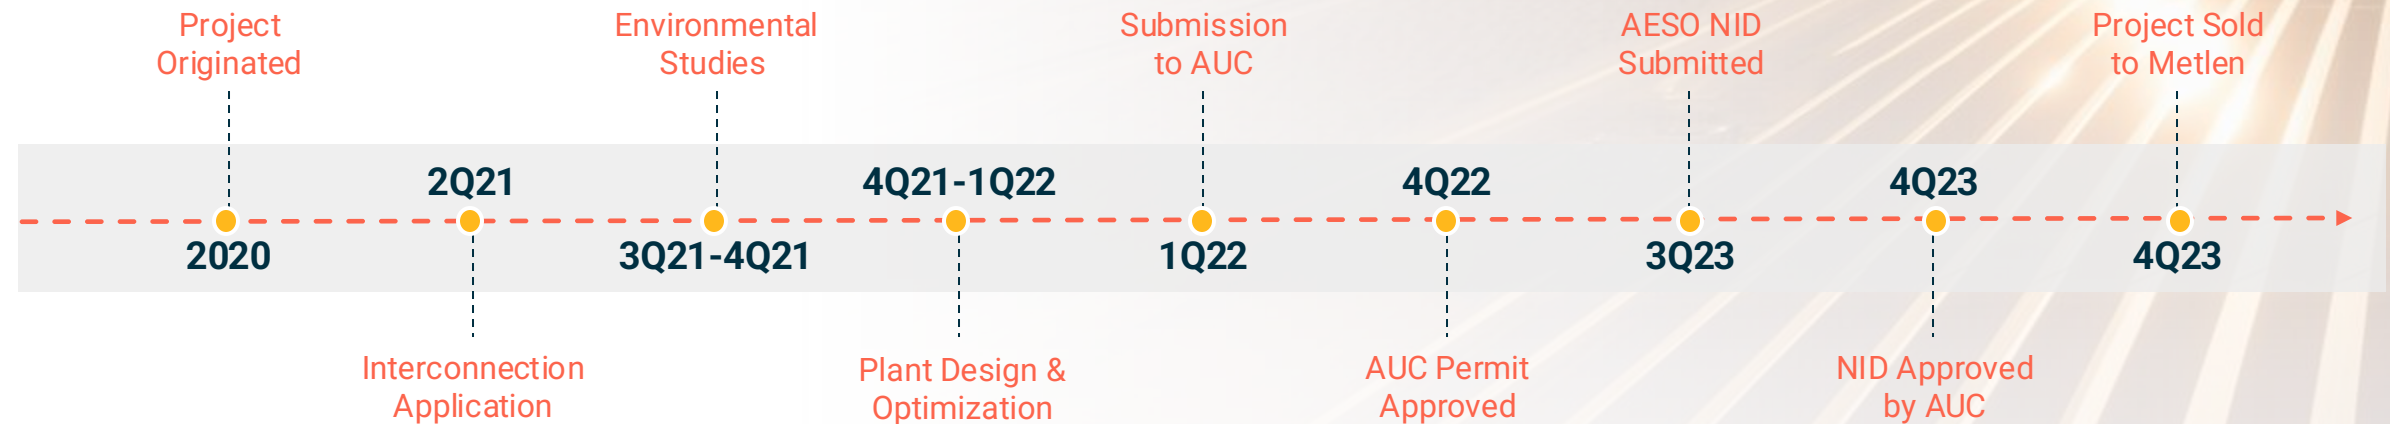 Project
Originated
2020
2Q21
Interconnection
Application
Environmental
Studies
3Q21-4Q21
4Q21-1Q22
Plant Design &
Optimization
Submission
to AUC
1Q22
4Q22
AUC Permit
Approved
AESO NID
Submitted
3Q23
4Q23
NID Approved
by AUC
Project Sold
to Metlen
4Q23